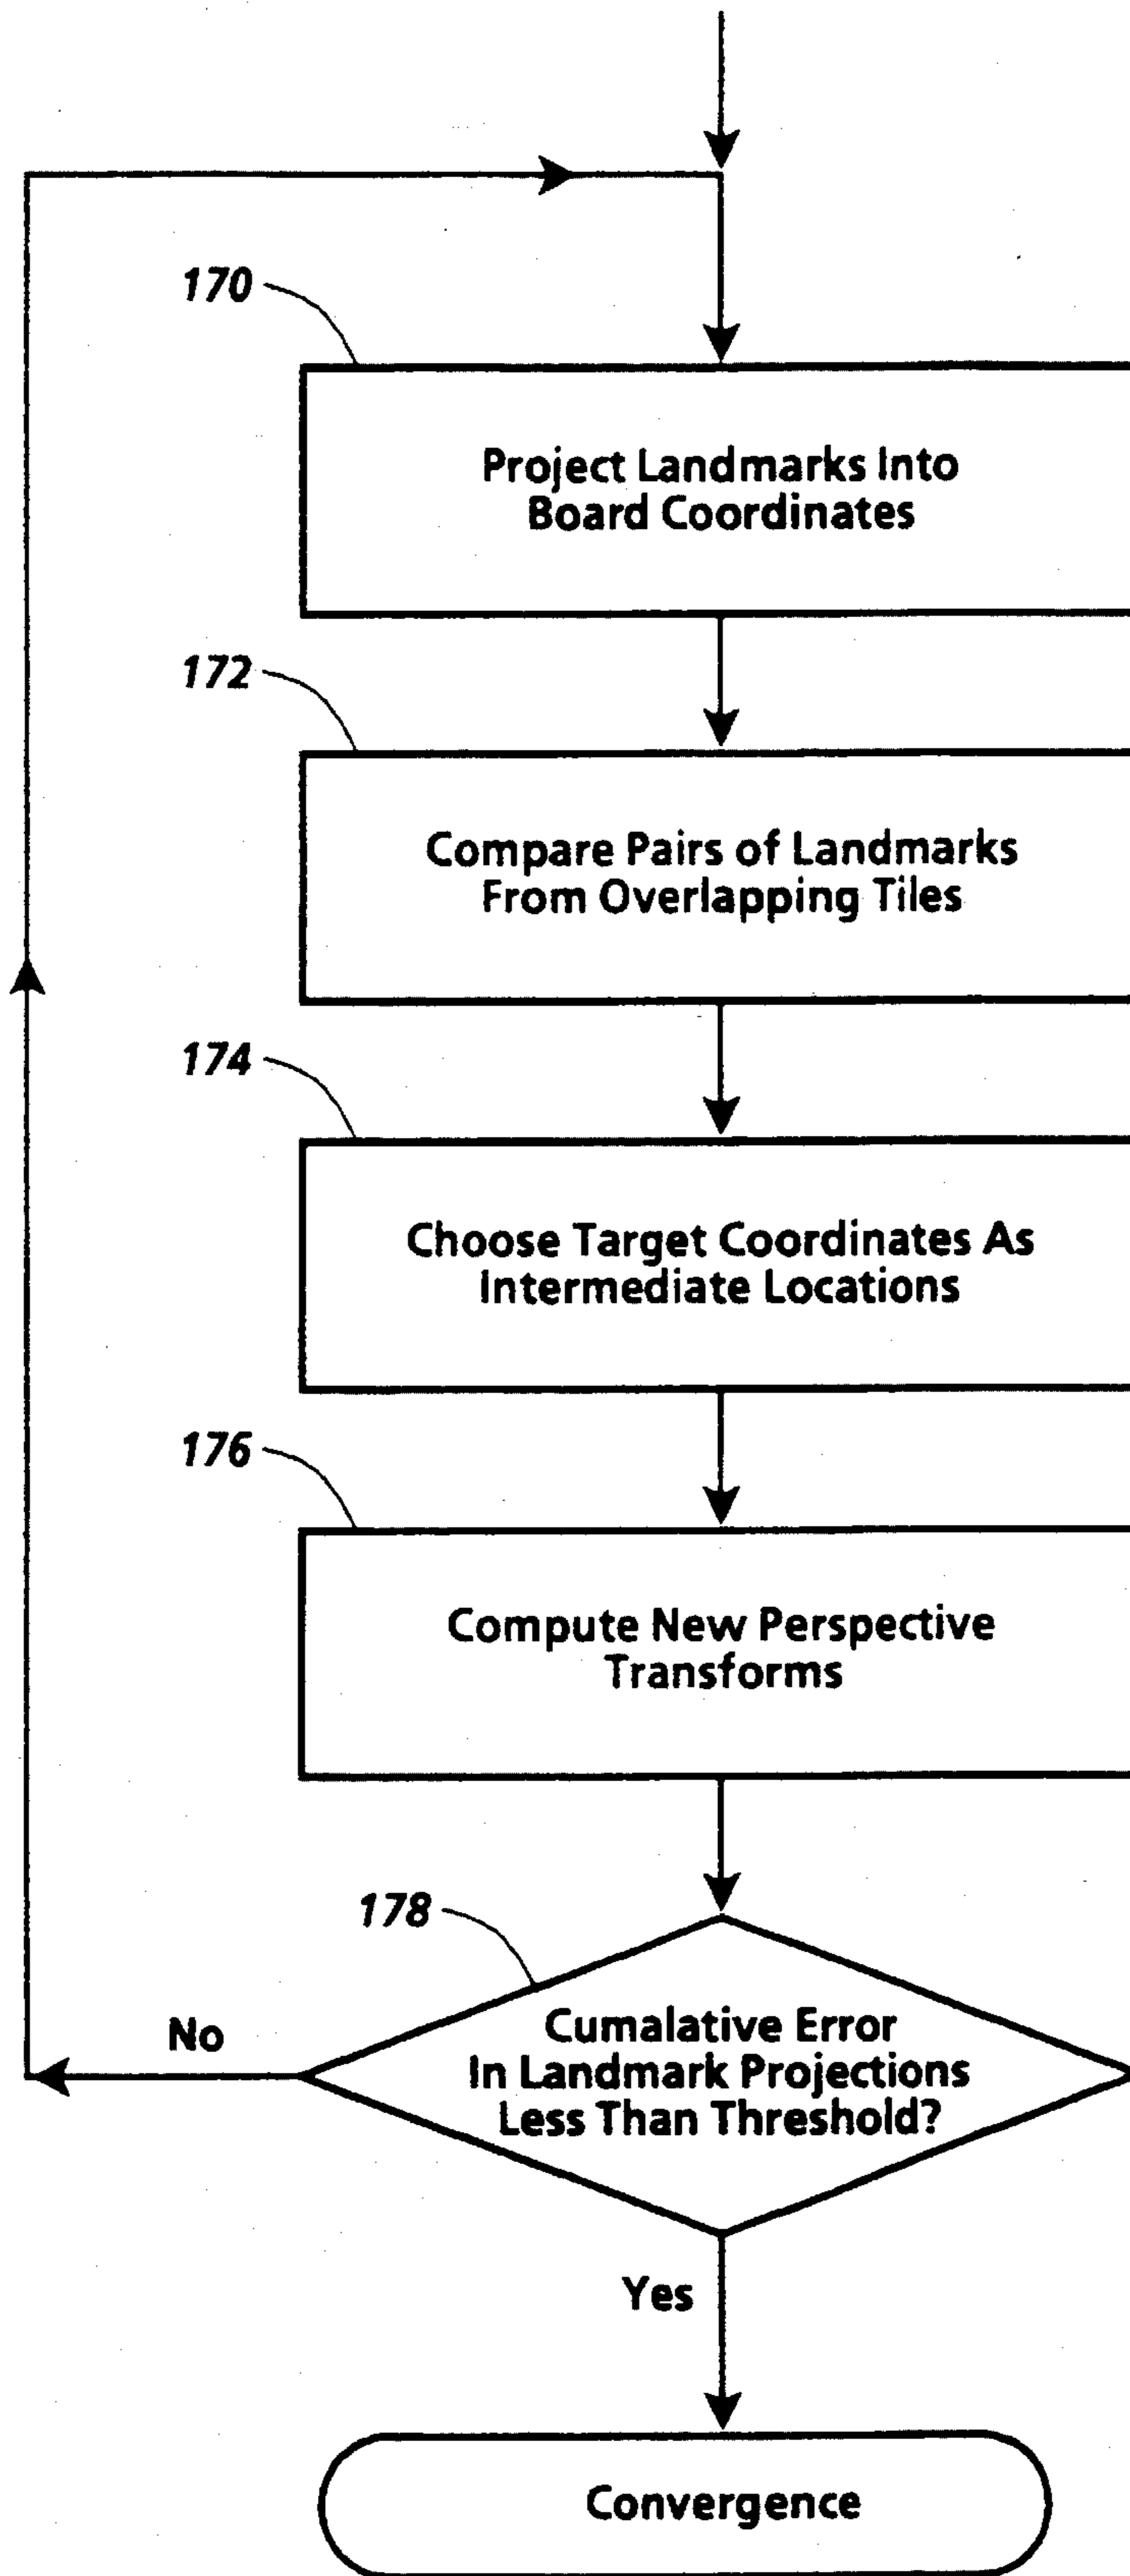 170
Project Landmarks Into
Board Coordinates
172
Compare Pairs of Landmarks
From Overlapping Tiles
174
Choose Target Coordinates As
Intermediate Locations
176
Compute New Perspective
Transforms
178
Cumalative Error
In Landmark Projections
Less Than Threshold?
No
Yes
Convergence